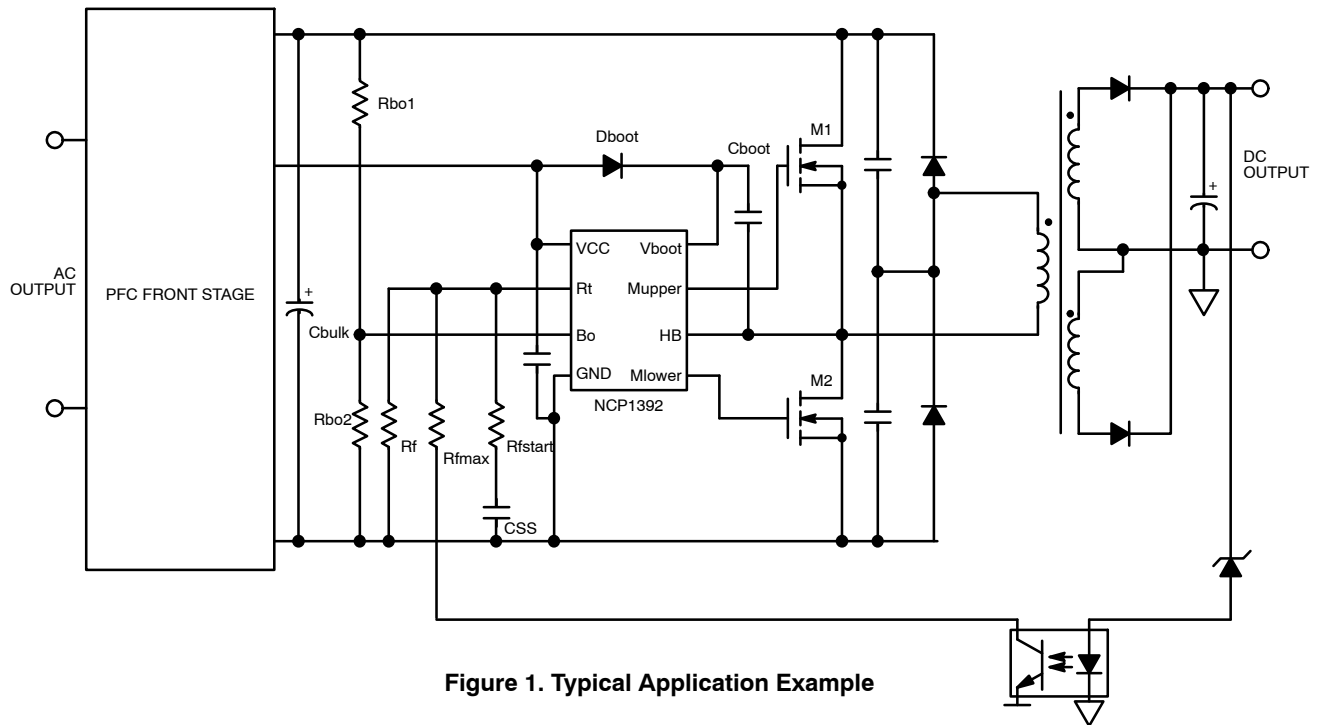 Rbo1
Dboot
Cboot
M1
DC
OUTPUT
AC
OUTPUT
PFC FRONT STAGE
+
Cbulk
VCC
Vboot
Rt
Mupper
Bo
HB
GND
Mlower
NCP1392
M2
+
Rbo2
Rf
Rfmax
Rfstart
CSS
Figure 1. Typical Application Example